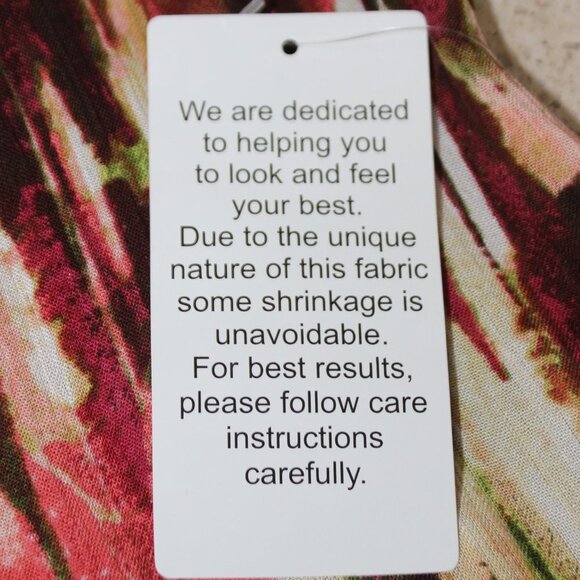 We are dedicated
to helping you
to look and feel
your best.
Due to the unique
nature of this fabric
some shrinkage is
unavoidable.
For best results,
please follow care
instructions
carefully.